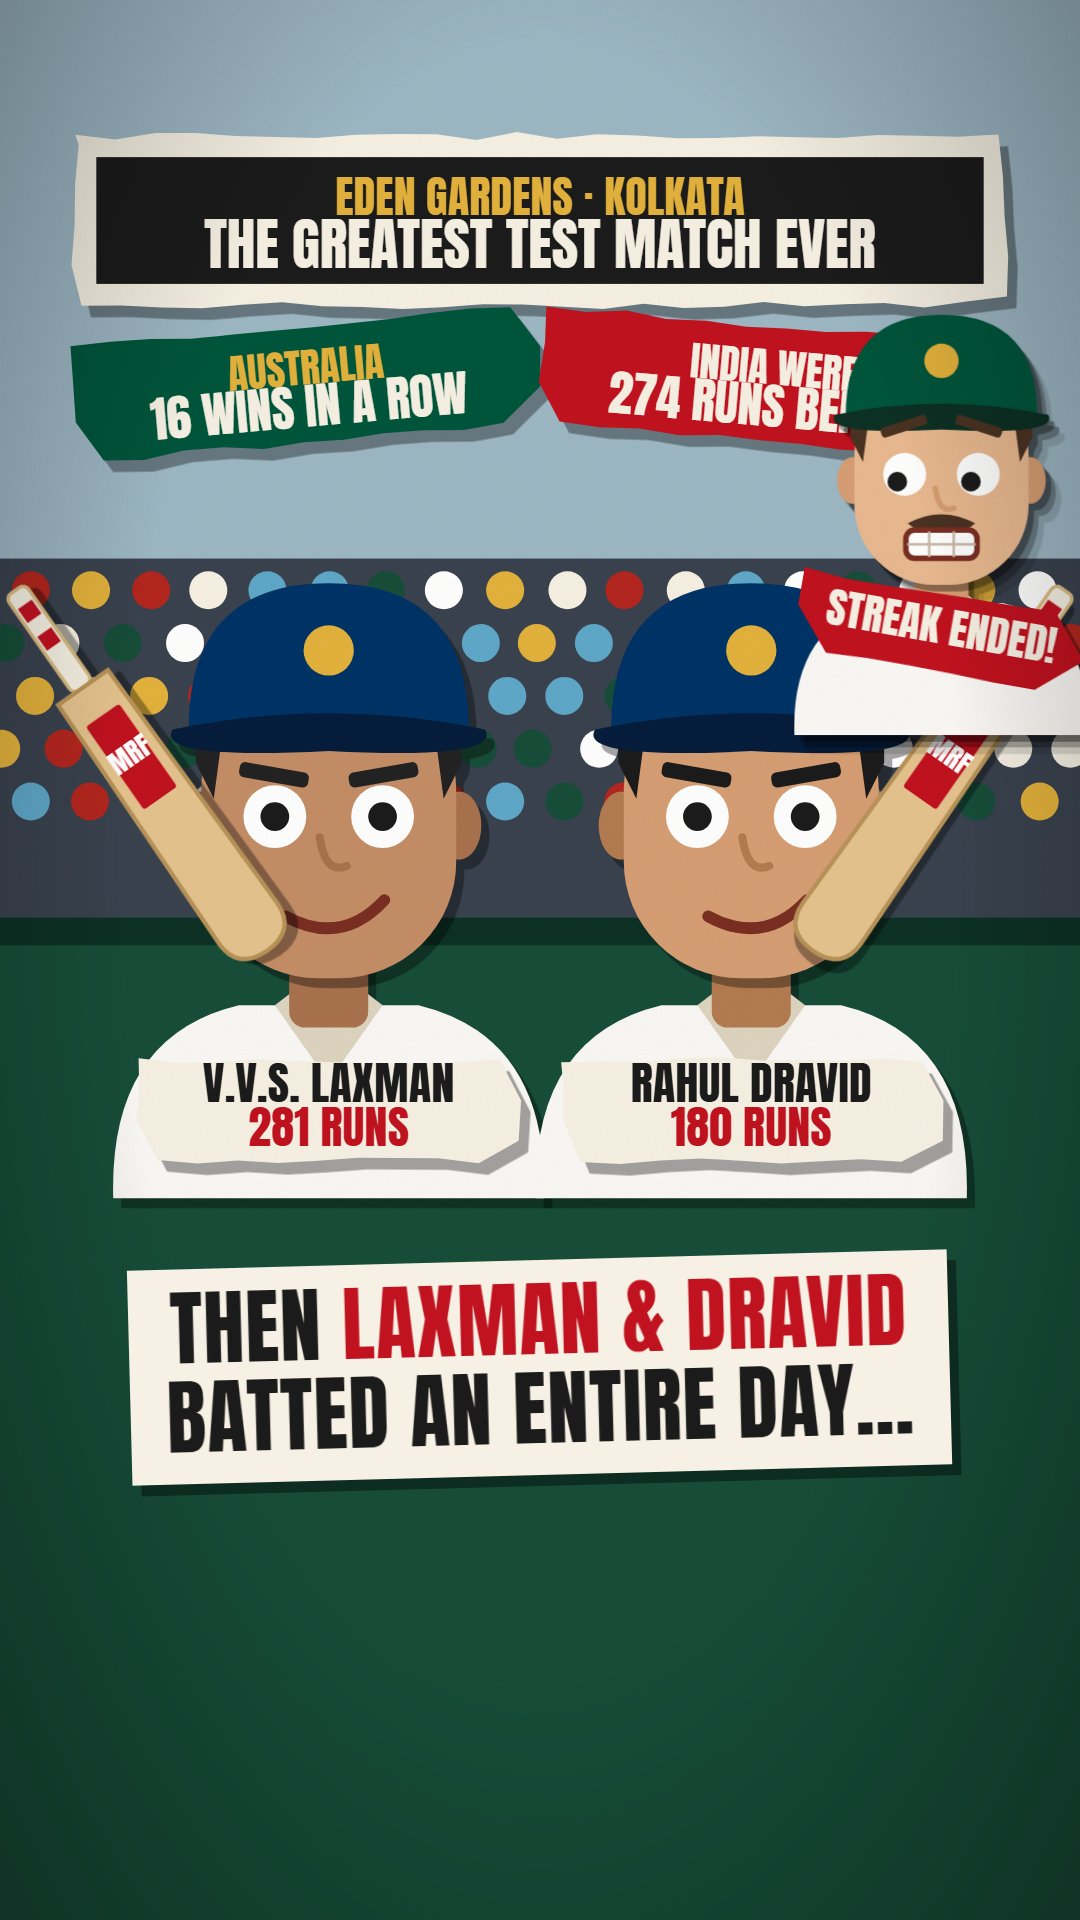 EDEN GARDENS · KOLKATA
THE GREATEST TEST MATCH EVER
AUSTRALIA
16 WINS IN A ROW
INDIA WERE
274 RUNS
STREAK ENDED!
MRF
MRF
V.V.S. LAXMAN
281 RUNS
RAHUL DRAVID
180 RUNS
THEN LAXMAN & DRAVID
BATTED AN ENTIRE DAY...